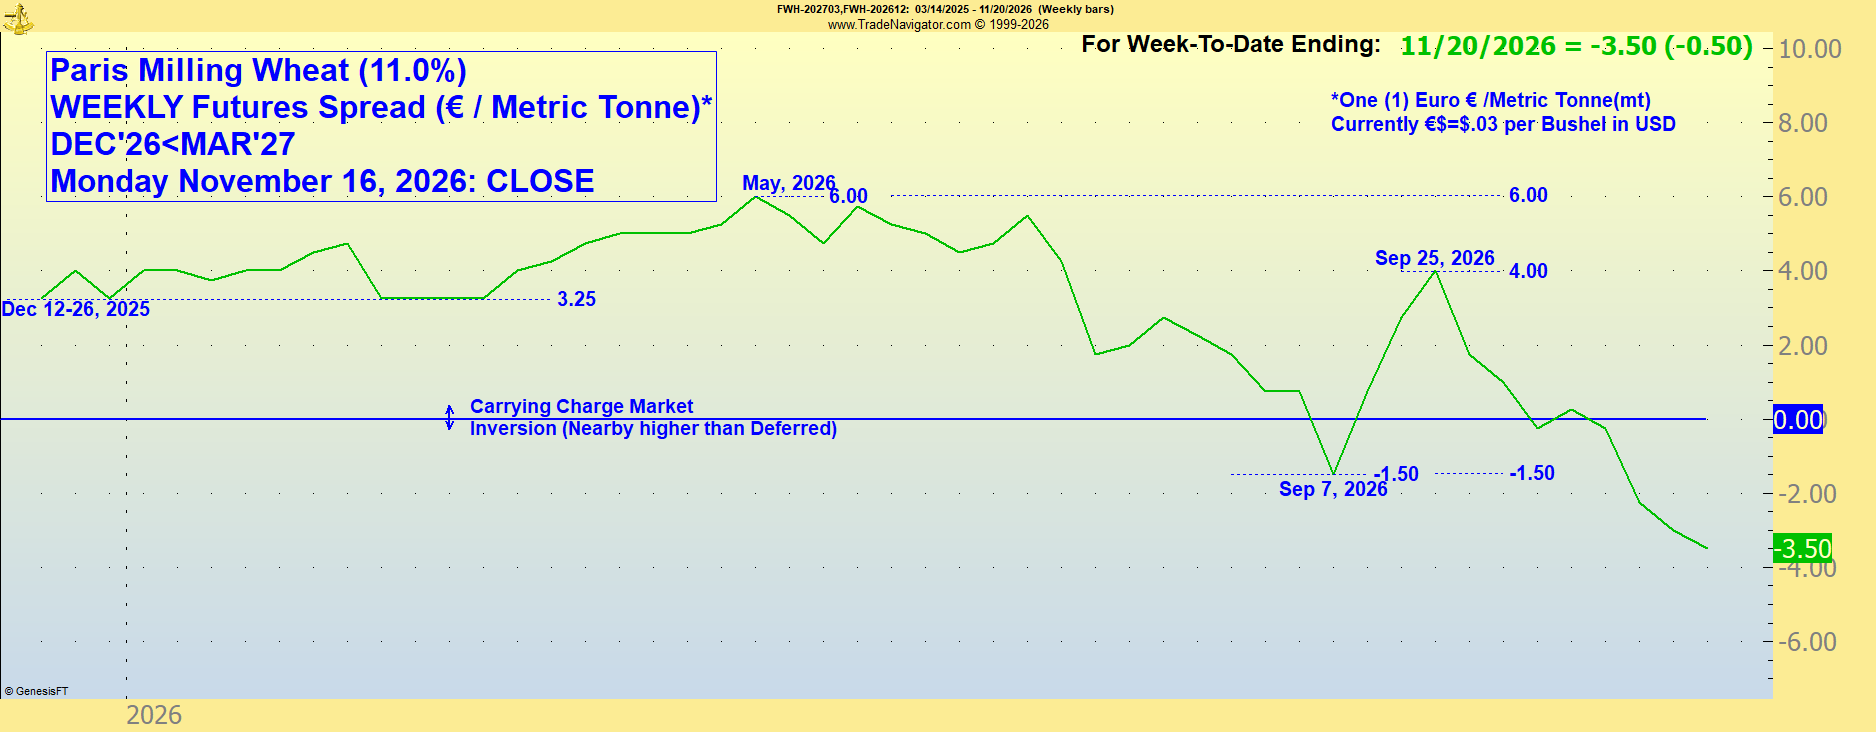 FWH-202703,FWH-202612: 03/14/2025 - 11/20/2026 (Weekly bars)
www.TradeNavigator.com © 1999-2026
For Week-To-Date Ending: 11/20/2026 = -3.50 (-0.50)
Paris Milling Wheat (11.0%)
WEEKLY Futures Spread (€ / Metric Tonne)*
DEC'26<MAR'27
Monday November 16, 2026: CLOSE
*One (1) Euro € /Metric Tonne(mt)
Currently €$=$.03 per Bushel in USD
May, 2026
6.00
6.00
Sep 25, 2026
4.00
3.25
Dec 12-26, 2025
Carrying Charge Market
Inversion (Nearby higher than Deferred)
-1.50
-1.50
Sep 7, 2026
10.00
8.00
6.00
4.00
2.00
0.00
-2.00
-3.50
-4.00
-6.00
© GenesisFT
2026